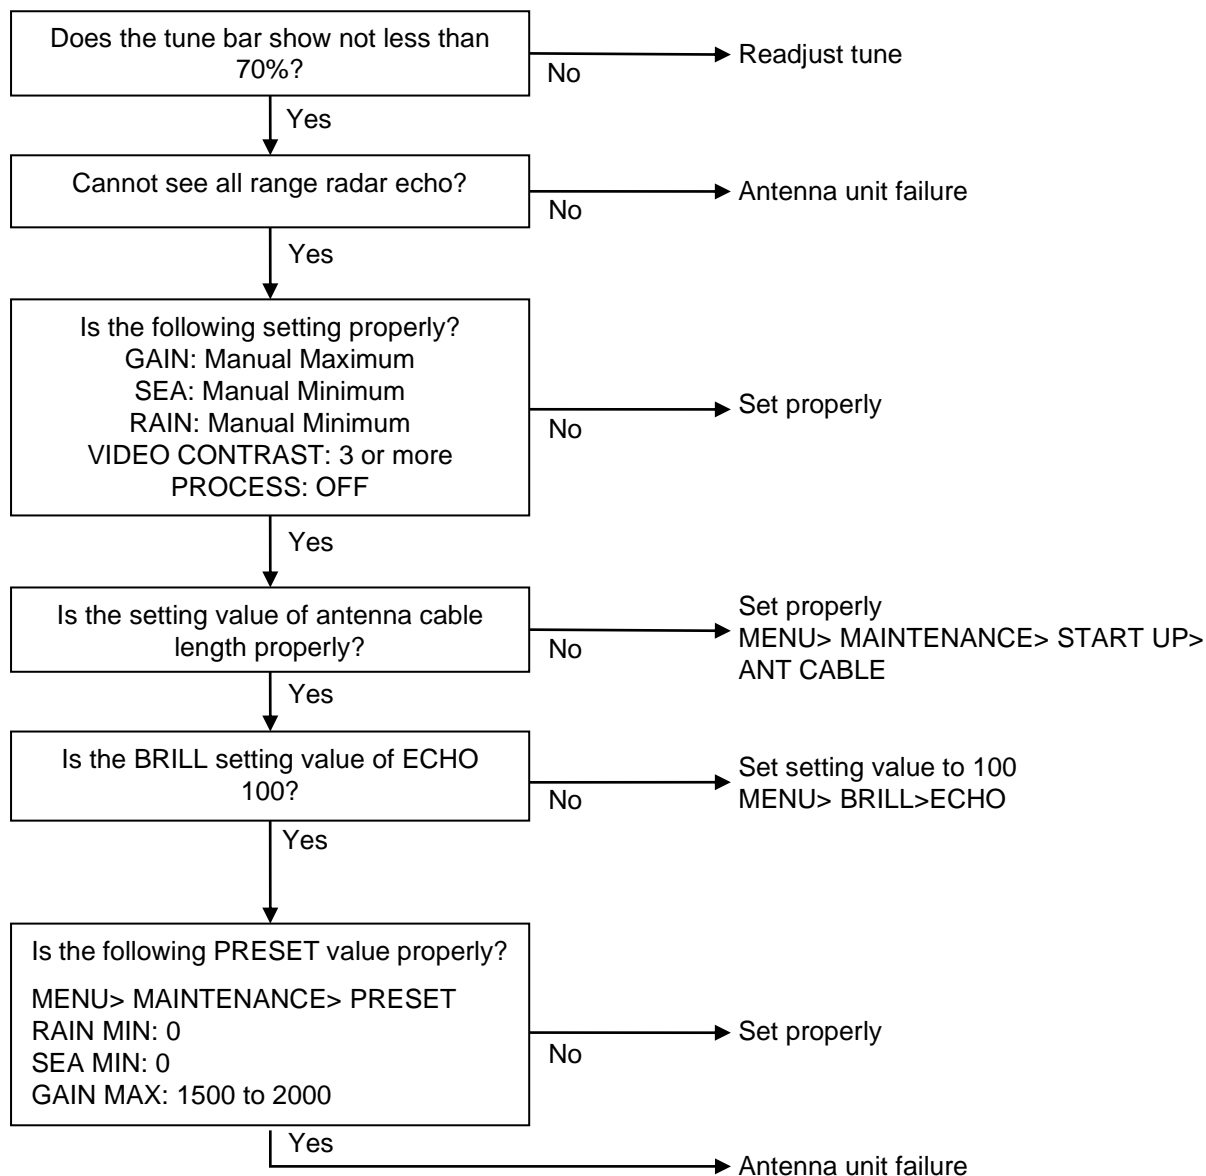 Does the tune bar show not less than
70%?
No
Readjust tune
Yes
Cannot see all range radar echo?
No
Antenna unit failure
Yes
Is the following setting properly?
GAIN: Manual Maximum
SEA: Manual Minimum
RAIN: Manual Minimum
VIDEO CONTRAST: 3 or more
PROCESS: OFF
No
Set properly
Yes
Is the setting value of antenna cable
length properly?
No
Set properly
MENU> MAINTENANCE> START UP>
ANT CABLE
Yes
Is the BRILL setting value of ECHO
100?
No
Set setting value to 100
MENU> BRILL>ECHO
Yes
Is the following PRESET value properly?
MENU> MAINTENANCE> PRESET
RAIN MIN: 0
SEA MIN: 0
GAIN MAX: 1500 to 2000
No
Set properly
Yes
Antenna unit failure